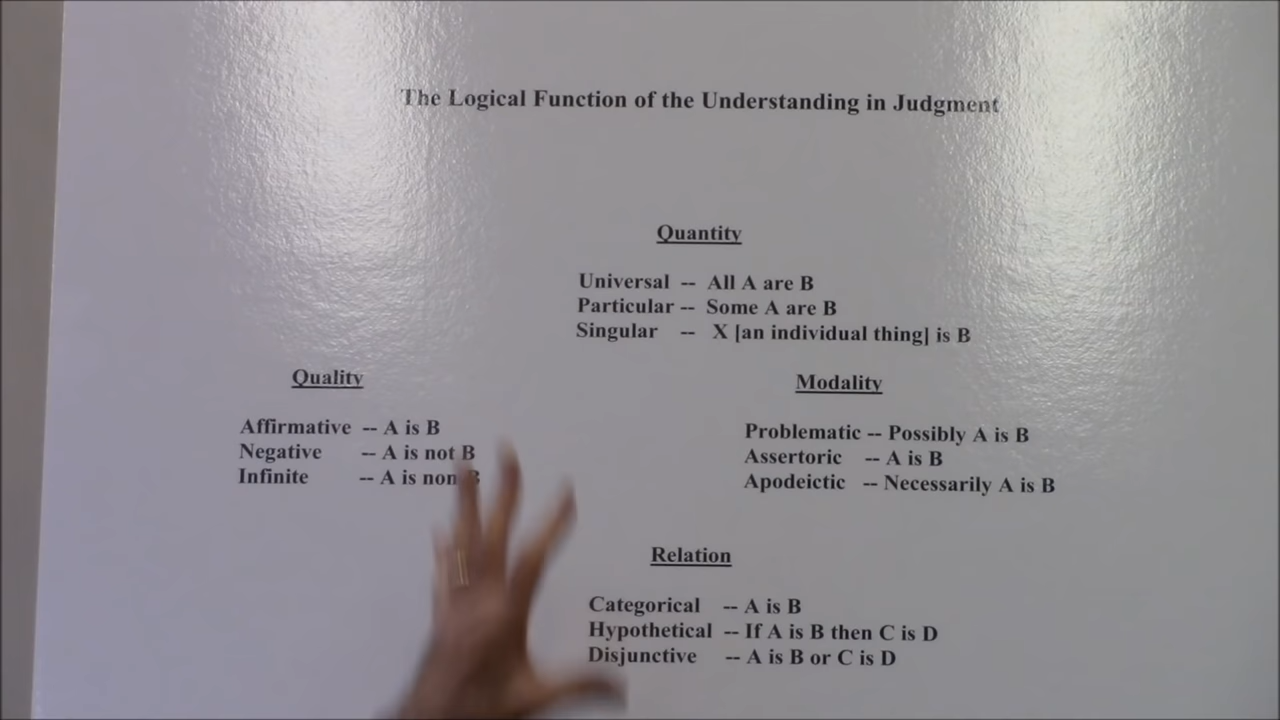 The Logical Function of the Understanding in Judgment
Quantity
Universal -- All A are B
Particular -- Some A are B
Singular -- X [an individual thing] is B
Quality
Affirmative -- A is B
Negative -- A is not B
Infinite -- A is non B
Modality
Problematic -- Possibly A is B
Assertoric -- A is B
Apodeictic -- Necessarily A is B
Relation
Categorical -- A is B
Hypothetical -- If A is B then C is D
Disjunctive -- A is B or C is D